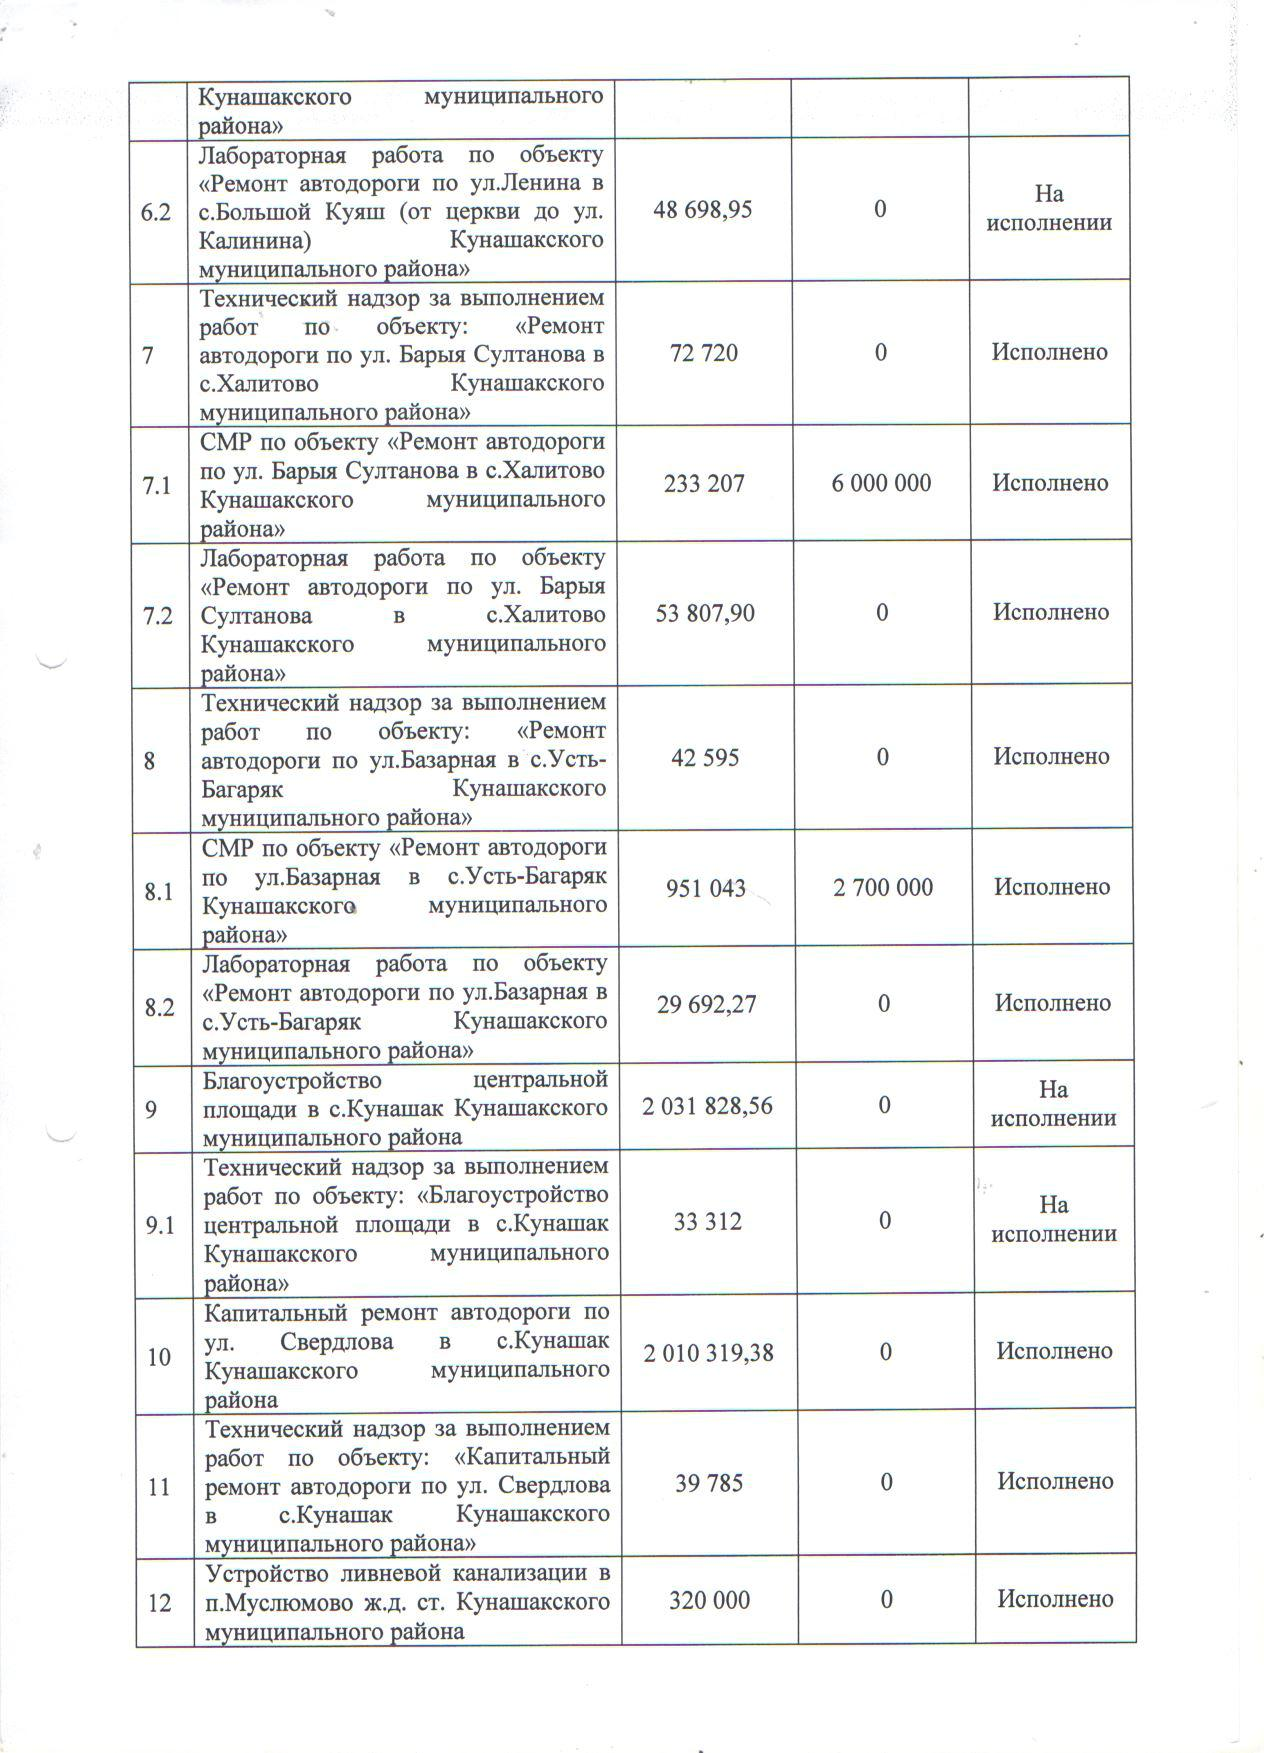 Кунашакского муниципального
района»
6.2
Лабораторная работа по объекту
«Ремонт автодороги по ул.Ленина в
с.Большой Куяш (от церкви до ул.
Калинина) Кунашакского
муниципального района»
48 698,95
0
На
исполнении
7
Технический надзор за выполнением
работ по объекту: «Ремонт
автодороги по ул. Барыя Султанова в
с.Халитово Кунашакского
муниципального района»
72 720
0
Исполнено
7.1
СМР по объекту «Ремонт автодороги
по ул. Барыя Султанова в с.Халитово
Кунашакского муниципального
района»
233 207
6 000 000
Исполнено
7.2
Лабораторная работа по объекту
«Ремонт автодороги по ул. Барыя
Султанова в с.Халитово
Кунашакского муниципального
района»
53 807,90
0
Исполнено
8
Технический надзор за выполнением
работ по объекту: «Ремонт
автодороги по ул.Базарная в с.Усть-
Багаряк Кунашакского
муниципального района»
42 595
0
Исполнено
8.1
СМР по объекту «Ремонт автодороги
по ул.Базарная в с.Усть-Багаряк
Кунашакского муниципального
района»
951 043
2 700 000
Исполнено
8.2
Лабораторная работа по объекту
«Ремонт автодороги по ул.Базарная в
с.Усть-Багаряк Кунашакского
муниципального района»
29 692,27
0
Исполнено
9
Благоустройство центральной
площади в с.Кунашак Кунашакского
муниципального района
2 031 828,56
0
На
исполнении
9.1
Технический надзор за выполнением
работ по объекту: «Благоустройство
центральной площади в с.Кунашак
Кунашакского муниципального
района»
33 312
0
На
исполнении
10
Капитальный ремонт автодороги по
ул. Свердлова в с.Кунашак
Кунашакского муниципального
района
2 010 319,38
0
Исполнено
11
Технический надзор за выполнением
работ по объекту: «Капитальный
ремонт автодороги по ул. Свердлова
в с.Кунашак Кунашакского
муниципального района»
39 785
0
Исполнено
12
Устройство ливневой канализации в
п.Муслюмово ж.д. ст. Кунашакского
муниципального района
320 000
0
Исполнено